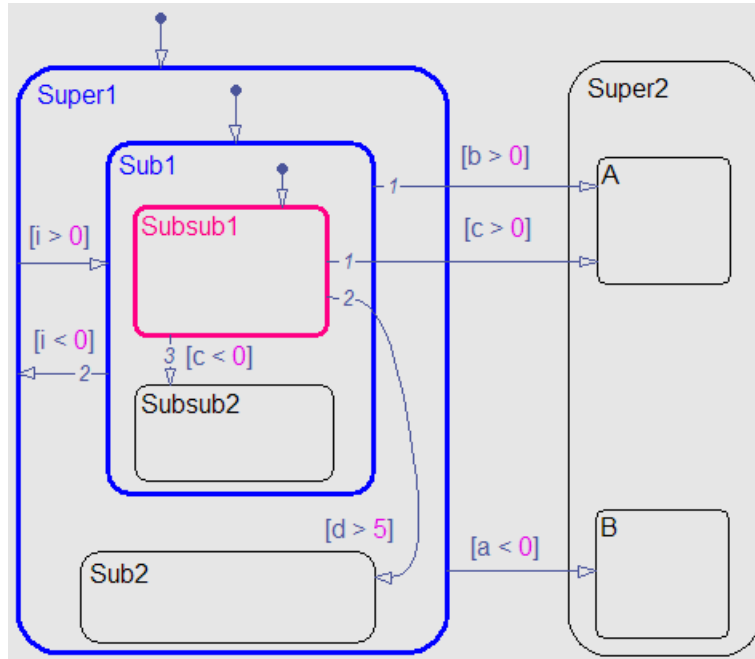 Super1
Super2
Sub1
[b > 0]
A
1
Subsub1
[c > 0]
[i > 0]
1
2
[i < 0]
3 [c < 0]
2
Subsub2
[d > 5]
[a < 0]
B
Sub2